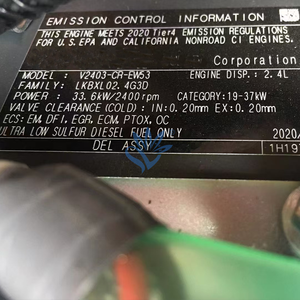 EMISSION CONTROL INFORMATION
THIS ENGINE MEETS 2020 Tier4 EMISSION REGULATIONS
FOR U.S. EPA AND CALIFORNIA NONROAD CI ENGINES.
Corporation
MODEL : V2403-CR-EW53 ENGINE DISP.: 2.4L
FAMILY: LKBXL02.4G3D
POWER : 33.6kW/2400rpm CATEGORY:19-37kW
VALVE CLEARANCE(COLD): IN:0.20mm EX:0.20mm
ECS: EM, DFI, EGR, ECM, PTOX, OC
ULTRA LOW SULFUR DIESEL FUEL ONLY 2020
DEL ASSY 1H19